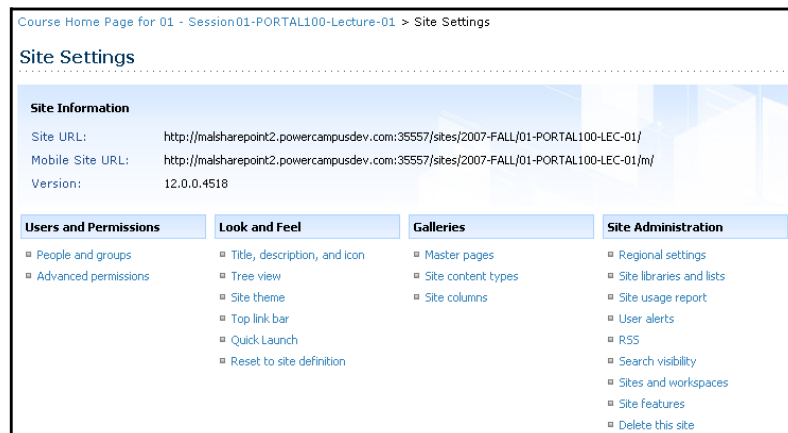 Course Home Page for 01 - Session01-PORTAL100-Lecture-01 > Site Settings
Site Settings
Site Information
Site URL: http://malsharepoint2.powercampusdev.com:35557/sites/2007-FALL/01-PORTAL100-LEC-01/
Mobile Site URL: http://malsharepoint2.powercampusdev.com:35557/sites/2007-FALL/01-PORTAL100-LEC-01/m/
Version: 12.0.0.4518
Users and Permissions
People and groups
Advanced permissions
Look and Feel
Title, description, and icon
Tree view
Site theme
Top link bar
Quick Launch
Reset to site definition
Galleries
Master pages
Site content types
Site columns
Site Administration
Regional settings
Site libraries and lists
Site usage report
User alerts
RSS
Search visibility
Sites and workspaces
Site features
Delete this site